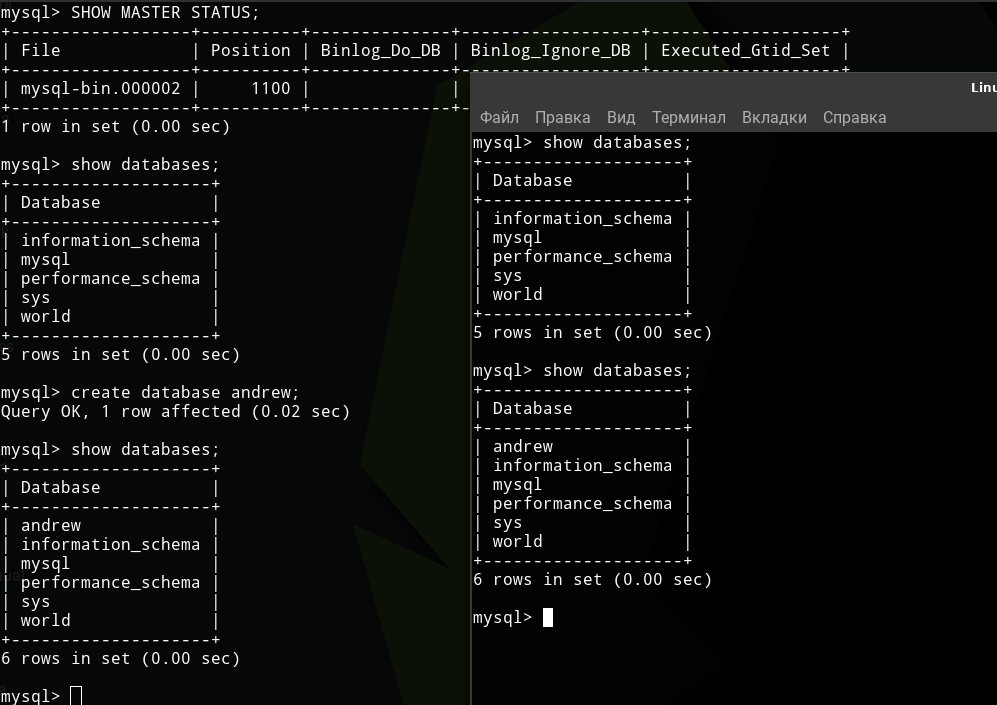 mysql> SHOW MASTER STATUS;
+------------------+----------+--------------+------------------+-------------------+
| File             | Position | Binlog_Do_DB | Binlog_Ignore_DB | Executed_Gtid_Set |
+------------------+----------+--------------+------------------+-------------------+
| mysql-bin.000002 |     1100 |              |
+------------------+----------+--------------+-
1 row in set (0.00 sec)
mysql> show databases;
+--------------------+
| Database           |
+--------------------+
| information_schema |
| mysql              |
| performance_schema |
| sys                |
| world              |
+--------------------+
5 rows in set (0.00 sec)
mysql> create database andrew;
Query OK, 1 row affected (0.02 sec)
mysql> show databases;
+--------------------+
| Database           |
+--------------------+
| andrew             |
| information_schema |
| mysql              |
| performance_schema |
| sys                |
| world              |
+--------------------+
6 rows in set (0.00 sec)
mysql>
Linu
Файл Правка Вид Терминал Вкладки Справка
mysql> show databases;
+--------------------+
| Database           |
+--------------------+
| information_schema |
| mysql              |
| performance_schema |
| sys                |
| world              |
+--------------------+
5 rows in set (0.00 sec)
mysql> show databases;
+--------------------+
| Database           |
+--------------------+
| andrew             |
| information_schema |
| mysql              |
| performance_schema |
| sys                |
| world              |
+--------------------+
6 rows in set (0.00 sec)
mysql>